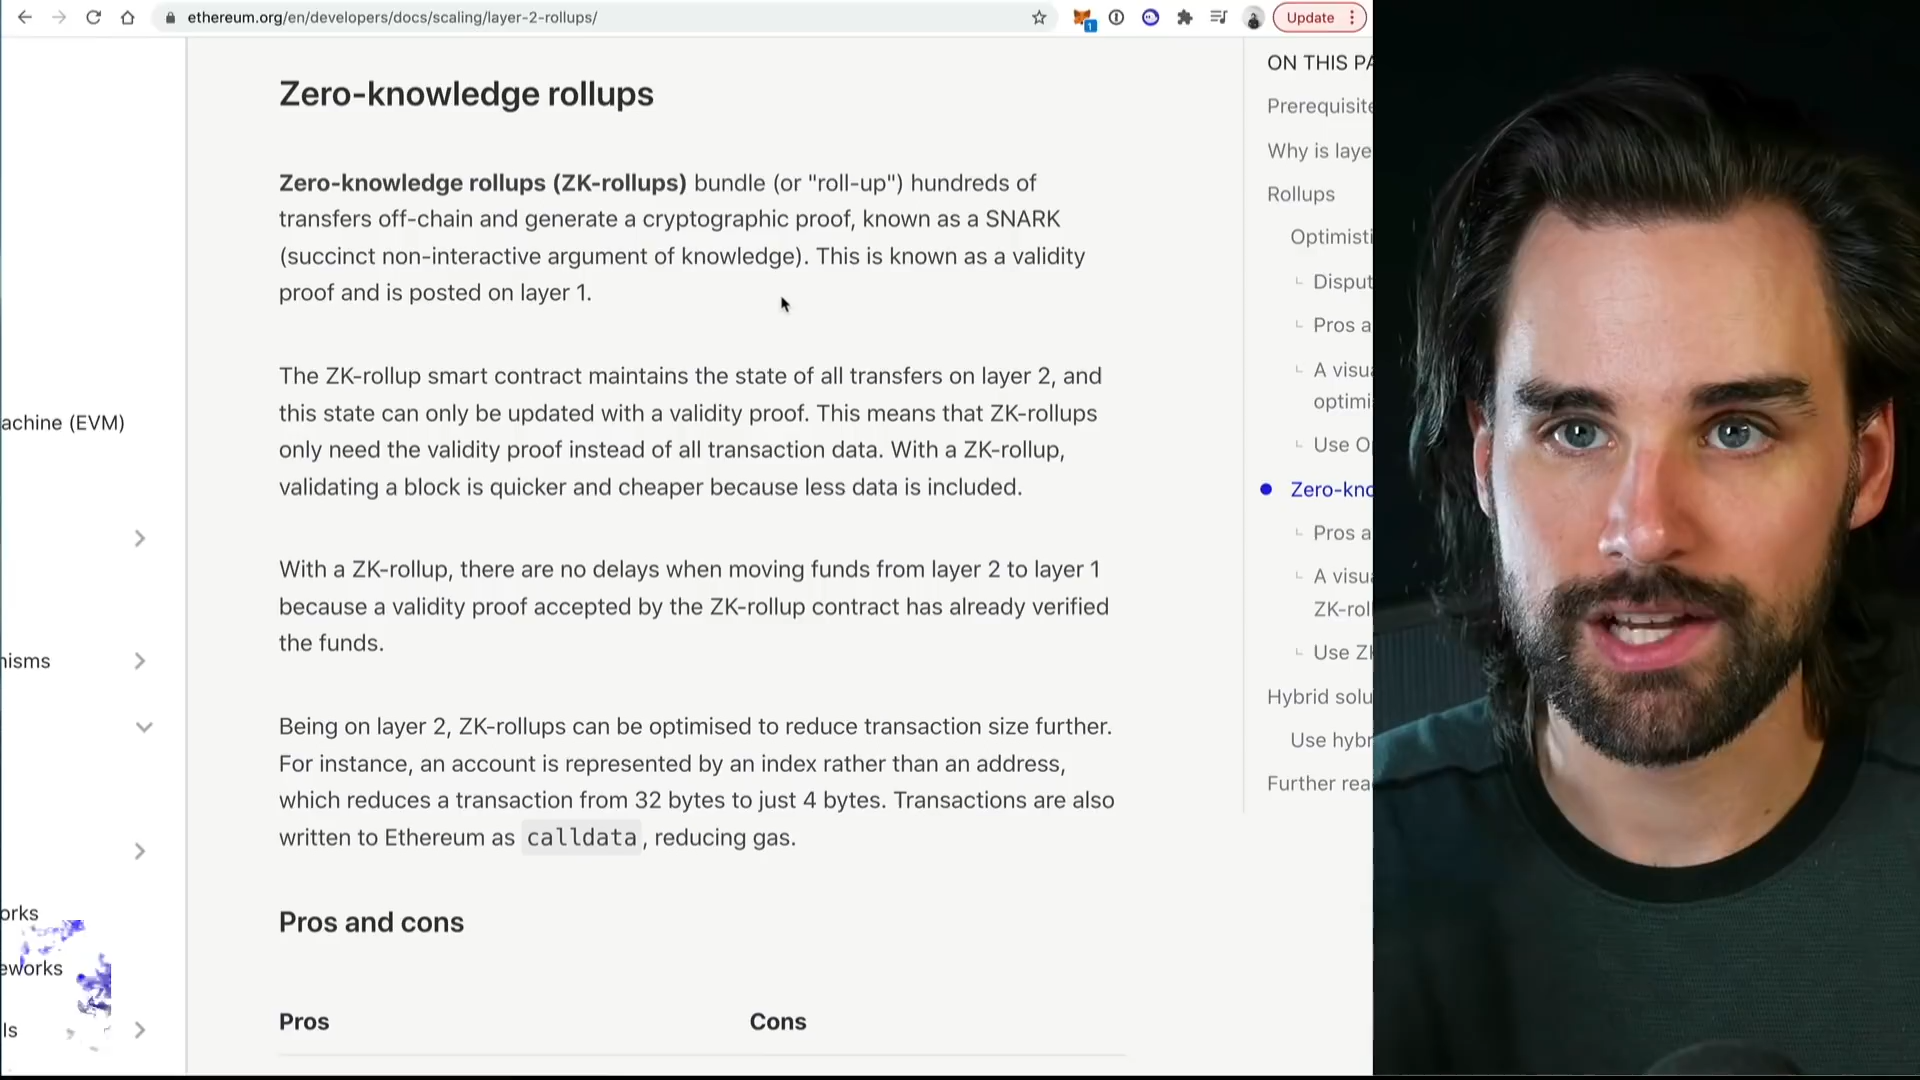 ethereum.org/en/developers/docs/scaling/layer-2-rollups/
1
Update
achine (EVM)
nisms
orks
eworks
ls
Zero-knowledge rollups
Zero-knowledge rollups (ZK-rollups) bundle (or "roll-up") hundreds of
transfers off-chain and generate a cryptographic proof, known as a SNARK
(succinct non-interactive argument of knowledge). This is known as a validity
proof and is posted on layer 1.
The ZK-rollup smart contract maintains the state of all transfers on layer 2, and
this state can only be updated with a validity proof. This means that ZK-rollups
only need the validity proof instead of all transaction data. With a ZK-rollup,
validating a block is quicker and cheaper because less data is included.
With a ZK-rollup, there are no delays when moving funds from layer 2 to layer 1
because a validity proof accepted by the ZK-rollup contract has already verified
the funds.
Being on layer 2, ZK-rollups can be optimised to reduce transaction size further.
For instance, an account is represented by an index rather than an address,
which reduces a transaction from 32 bytes to just 4 bytes. Transactions are also
written to Ethereum as calldata, reducing gas.
Pros and cons
Pros Cons
ON THIS PA
Prerequisite
Why is laye
Rollups
Optimisti
Disput
Pros a
A visua
optimi
Use O
Zero-kno
Pros a
A visua
ZK-rol
Use ZK
Hybrid solu
Use hybr
Further rea